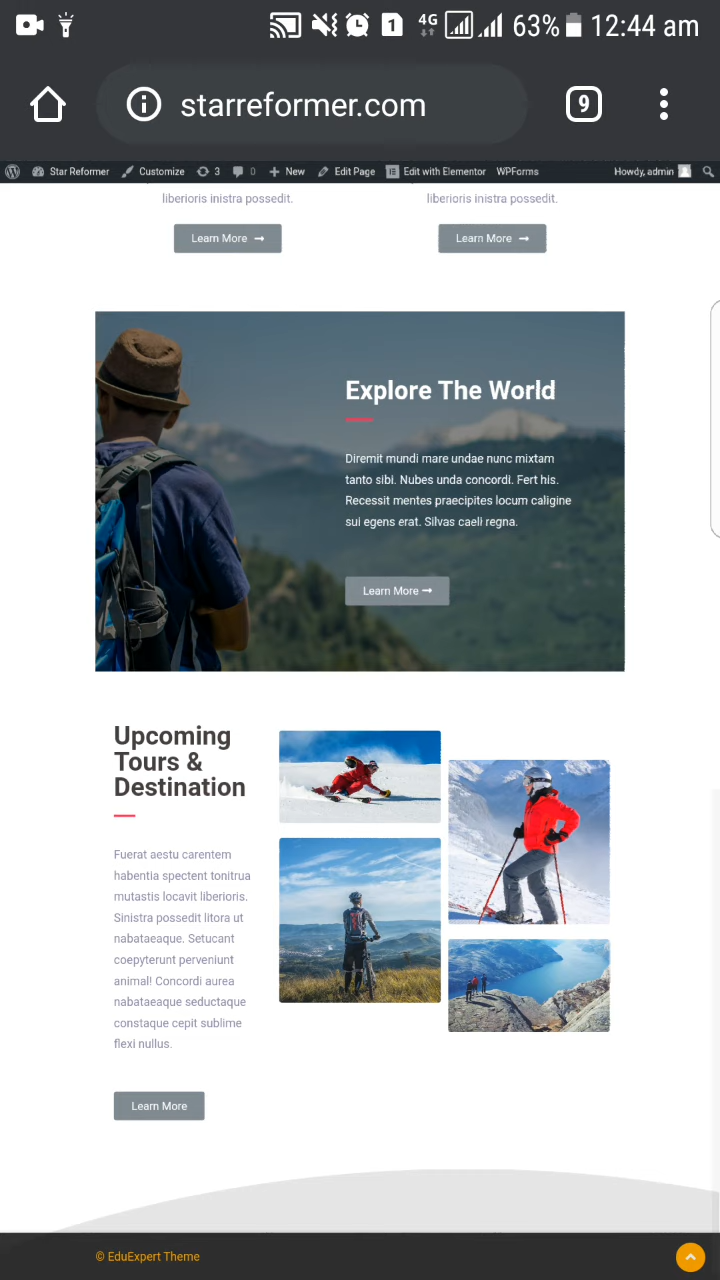 4G 1 63% 12:44 am
starreformer.com 9
Star Reformer Customize 3 0 New Edit Page Edit with Elementor WPForms Howdy, admin
liberioris inistra possedit. liberioris inistra possedit.
Learn More → Learn More →
Explore The World
Diremit mundi mare undae nunc mixtam
tanto sibi. Nubes unda concordi. Fert his.
Recessit mentes praecipites locum caligine
sui egens erat. Silvas caeli regna.
Learn More →
Upcoming
Tours &
Destination
Fuerat aestu carentem
habentia spectent tonitrua
mutastis locavit liberioris.
Sinistra possedit litora ut
nabataeaque. Setucant
coepyterunt perveniunt
animal! Concordi aurea
nabataeaque seductaque
constaque cepit sublime
flexi nullus.
Learn More
© EduExpert Theme